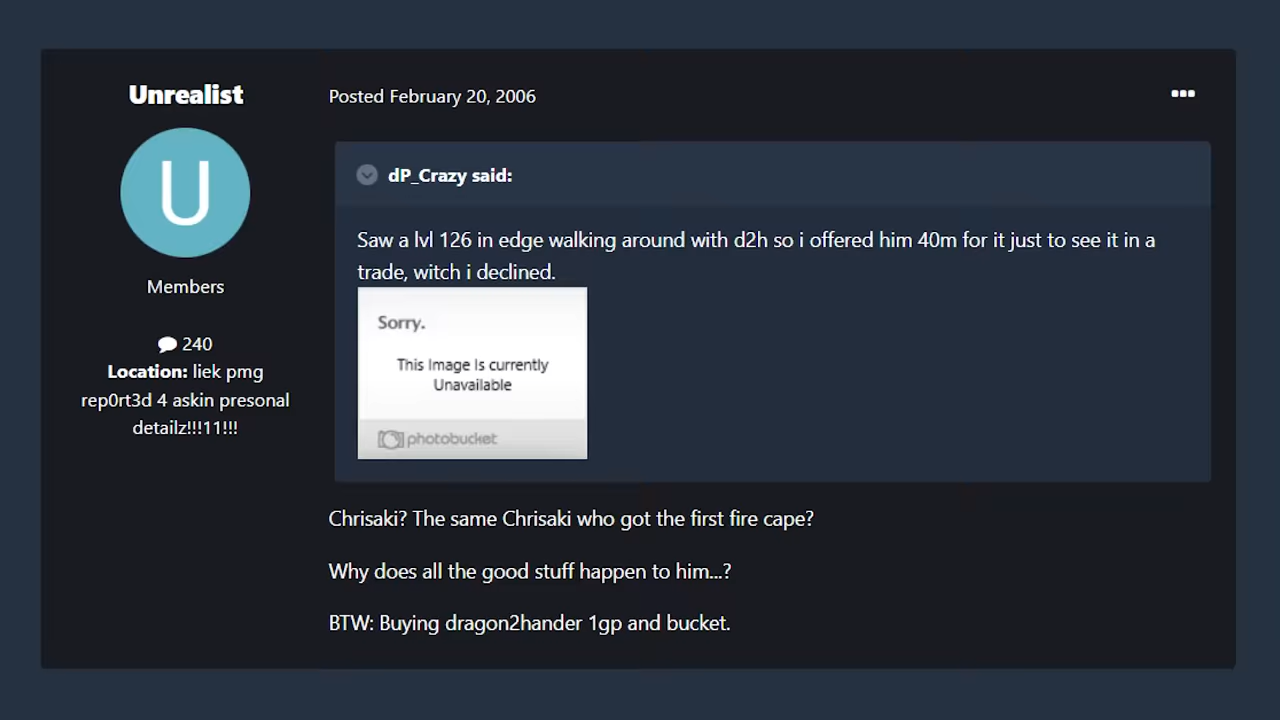 Unrealist
U
Members
240
Location: liek pmg
rep0rt3d 4 askin presonal
detailz!!!11!!!
Posted February 20, 2006
dP_Crazy said:
Saw a lvl 126 in edge walking around with d2h so i offered him 40m for it just to see it in a
trade, witch i declined.
Sorry.
This Image Is currently
Unavailable
photobucket
Chrisaki? The same Chrisaki who got the first fire cape?
Why does all the good stuff happen to him...?
BTW: Buying dragon2hander 1gp and bucket.